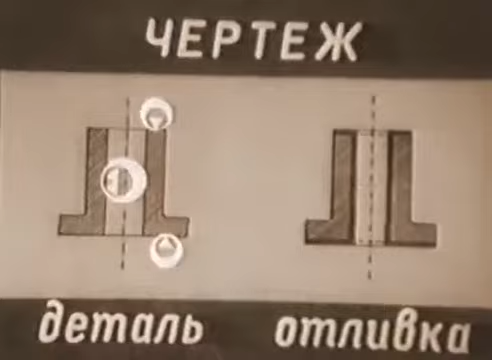 ЧЕРТЕЖ
деталь
отливка